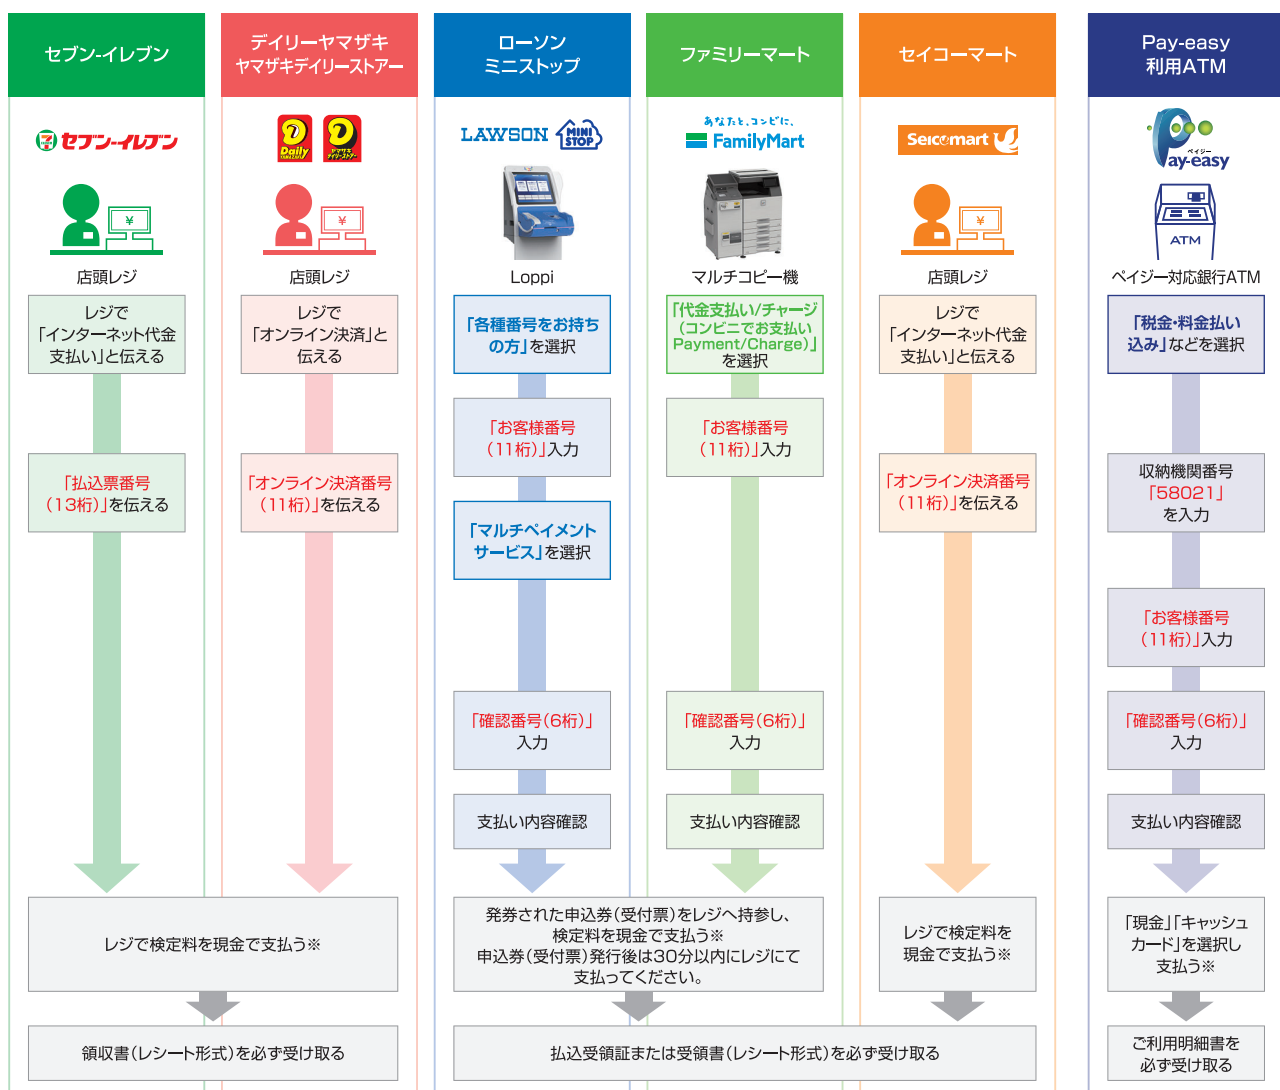 セブン-イレブン
セブン-イレブン
¥
店頭レジ
レジで
「インターネット代金
支払い」と伝える
「払込票番号
(13桁)」を伝える
デイリーヤマザキ
ヤマザキデイリーストアー
Daily
YAMAZAKI
ヤマザキ
デイリーストアー
¥
店頭レジ
レジで
「オンライン決済」と
伝える
「オンライン決済番号
(11桁)」を伝える
レジで検定料を現金で支払う※
領収書(レシート形式)を必ず受け取る
ローソン
ミニストップ
LAWSON
MINI
STOP
Loppi
「各種番号をお持ち
の方」を選択
「お客様番号
(11桁)」入力
「マルチペイメント
サービス」を選択
「確認番号(6桁)」
入力
支払い内容確認
ファミリーマート
あなたと、コンビに、
FamilyMart
マルチコピー機
「代金支払い/チャージ
(コンビニでお支払い
Payment/Charge)」
を選択
「お客様番号
(11桁)」入力
「確認番号(6桁)」
入力
支払い内容確認
発券された申込券(受付票)をレジへ持参し、
検定料を現金で支払う※
申込券(受付票)発行後は30分以内にレジにて
支払ってください。
セイコーマート
Seicomart
¥
店頭レジ
レジで
「インターネット代金
支払い」と伝える
「オンライン決済番号
(11桁)」を伝える
レジで検定料を
現金で支払う※
払込受領証または受領書(レシート形式)を必ず受け取る
Pay-easy
利用ATM
ペイジー
Pay-easy
ATM
ペイジー対応銀行ATM
「税金・料金払い
込み」などを選択
収納機関番号
「58021」
を入力
「お客様番号
(11桁)」入力
「確認番号(6桁)」
入力
支払い内容確認
「現金」「キャッシュ
カード」を選択し
支払う※
ご利用明細書を
必ず受け取る